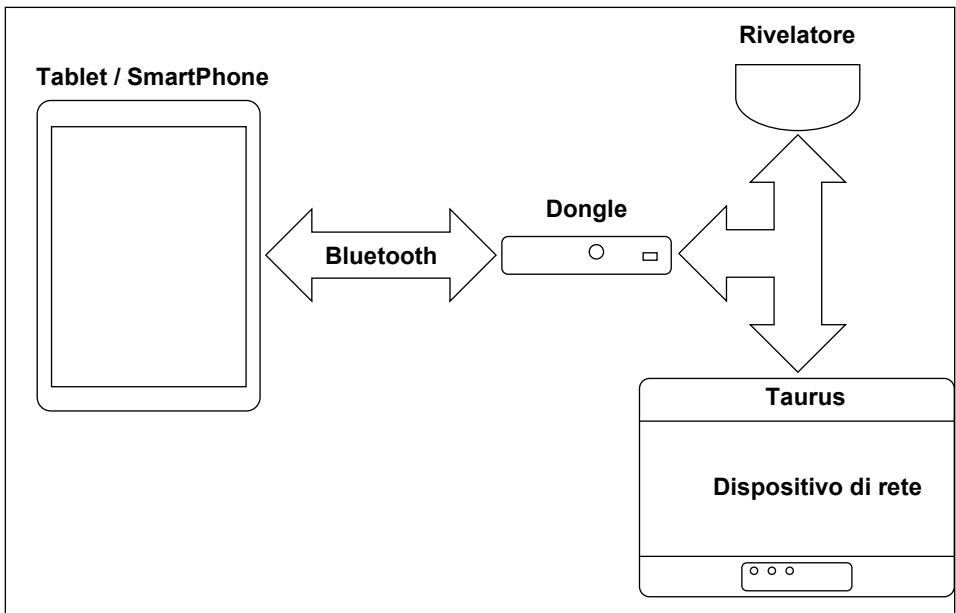 Rivelatore
Tablet / SmartPhone
Dongle
Bluetooth
Taurus
Dispositivo di rete